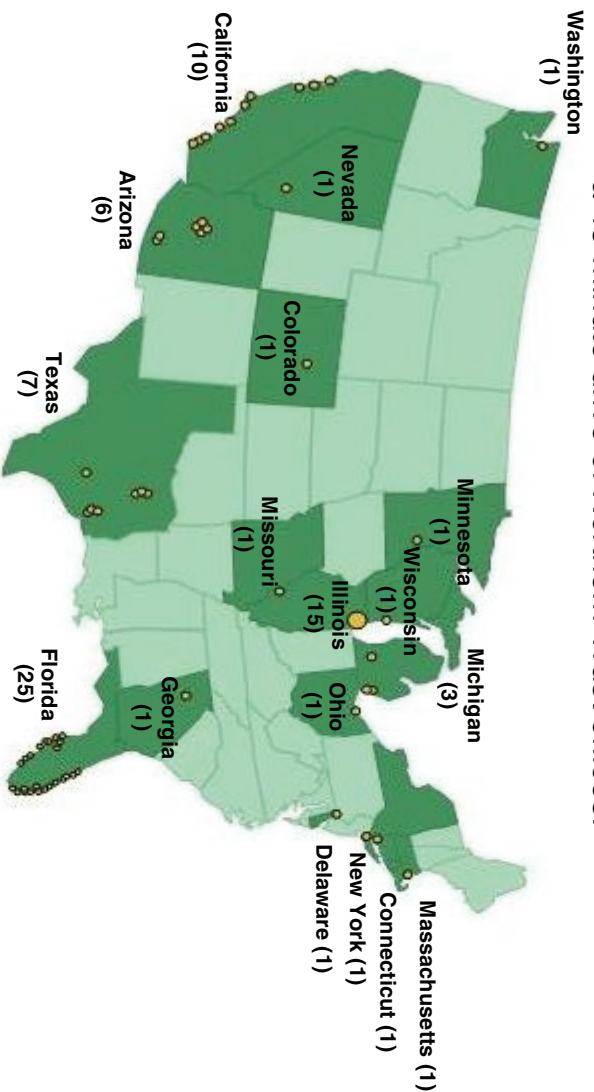 Washington
(1)
Minnesota
(1)
Wisconsin
(1)
Michigan
(3)
Massachusetts (1)
Connecticut (1)
New York (1)
Delaware (1)
Nevada
(1)
Illinois
(15)
Ohio
(1)
Colorado
(1)
Missouri
(1)
California
(10)
Georgia
(1)
Arizona
(6)
Texas
(7)
Florida
(25)